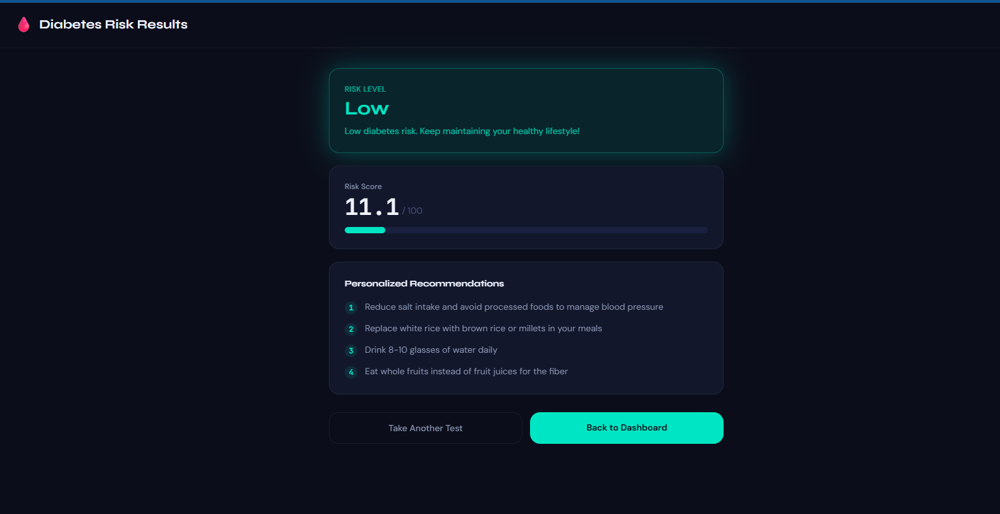 Diabetes Risk Results
RISK LEVEL
Low
Low diabetes risk. Keep maintaining your healthy lifestyle!
Risk Score
11.1 / 100
Personalized Recommendations
1 Reduce salt intake and avoid processed foods to manage blood pressure
2 Replace white rice with brown rice or millets in your meals
3 Drink 8-10 glasses of water daily
4 Eat whole fruits instead of fruit juices for the fiber
Take Another Test
Back to Dashboard